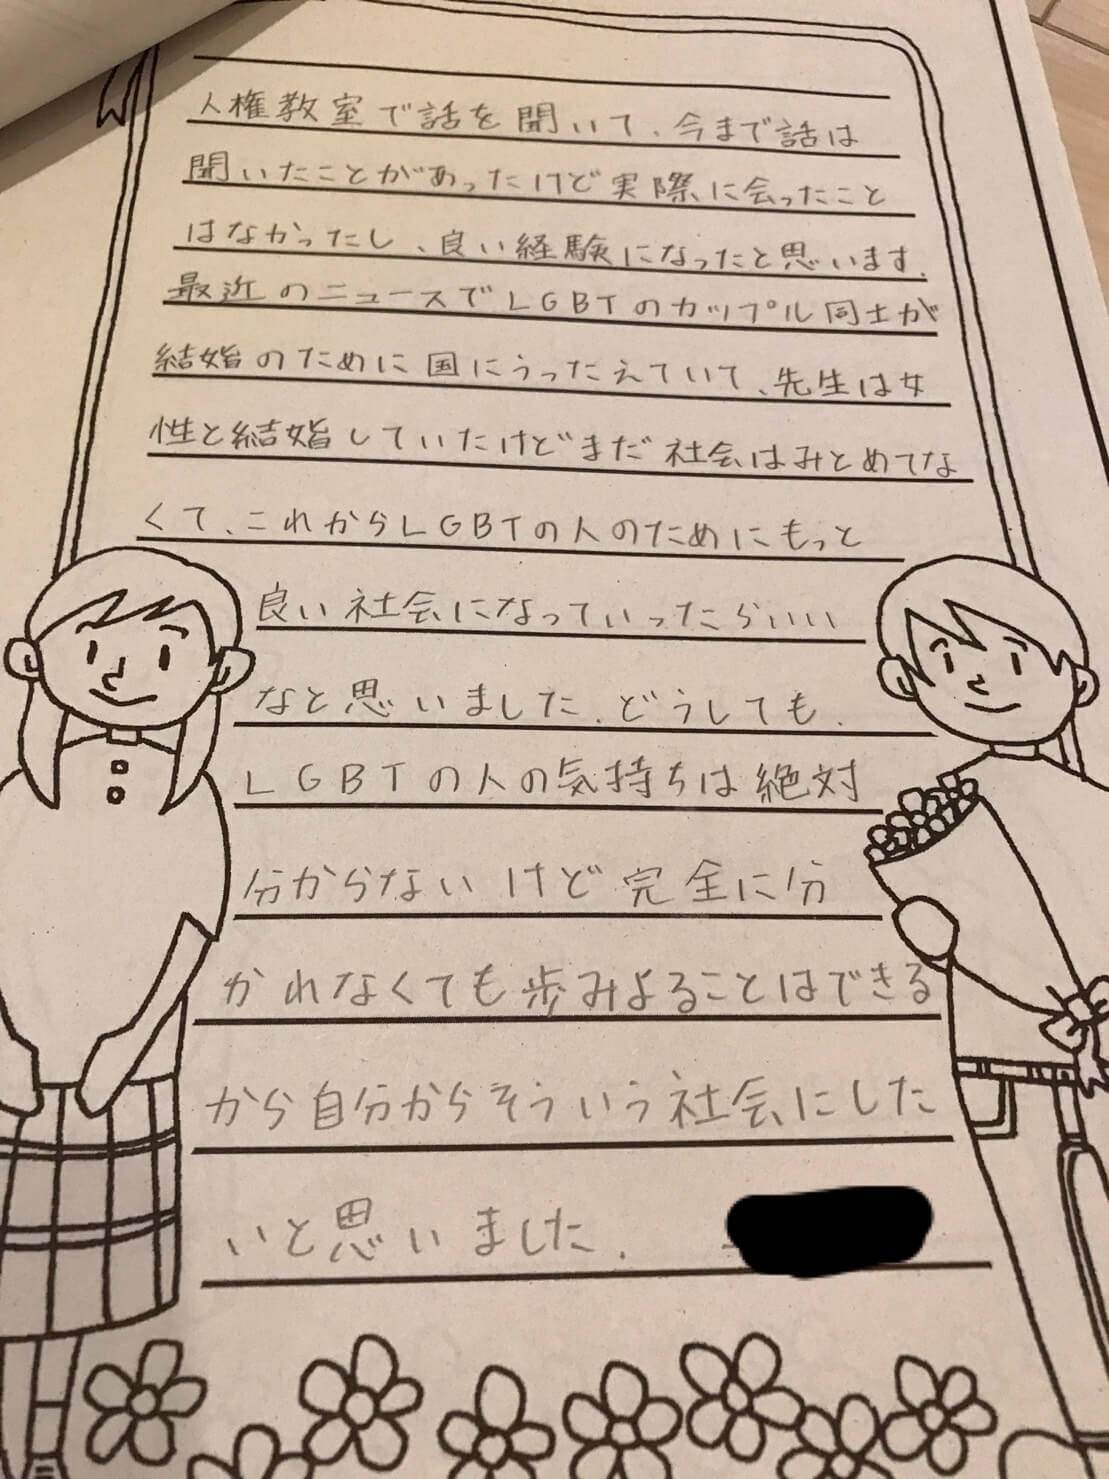 人権教室で話を聞いて、今まで話は
聞いたことがあったけど実際に会ったこと
はなかったし、良い経験になったと思います。
最近のニュースでLGBTのカップル同士が
結婚のために国にうったえていて、先生は女
性と結婚していたけどまだ社会はみとめてな
くて、これからLGBTの人のためにもっと
良い社会になっていったらいい
なと思いました。どうしても、
LGBTの人の気持ちは絶対
分からないけど完全に分
かれなくても歩みよることはできる
から自分からそういう社会にした
いと思いました。